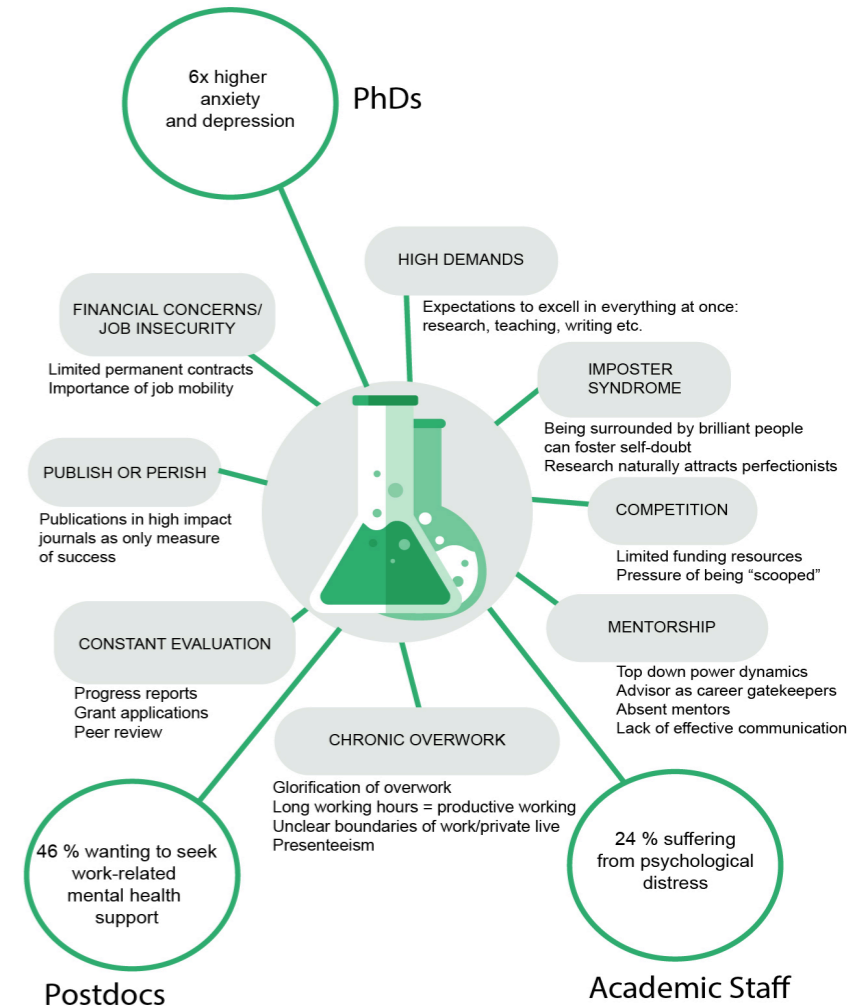 6x higher
anxiety
and depression
PhDs
HIGH DEMANDS
Expectations to excell in everything at once:
research, teaching, writing etc.
FINANCIAL CONCERNS/
JOB INSECURITY
Limited permanent contracts
Importance of job mobility
IMPOSTER
SYNDROME
Being surrounded by brilliant people
can foster self-doubt
Research naturally attracts perfectionists
PUBLISH OR PERISH
Publications in high impact
journals as only measure
of success
COMPETITION
Limited funding resources
Pressure of being “scooped”
CONSTANT EVALUATION
Progress reports
Grant applications
Peer review
MENTORSHIP
Top down power dynamics
Advisor as career gatekeepers
Absent mentors
Lack of effective communication
CHRONIC OVERWORK
Glorification of overwork
Long working hours = productive working
Unclear boundaries of work/private live
Presenteeism
46 % wanting to seek
work-related
mental health
support
Postdocs
24 % suffering
from psychological
distress
Academic Staff